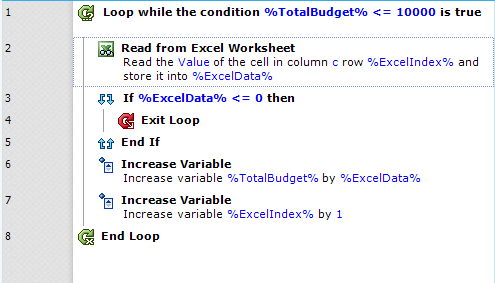 1 Loop while the condition %TotalBudget% <= 10000 is true
2 Read from Excel Worksheet
Read the Value of the cell in column c row %ExcelIndex% and
store it into %ExcelData%
3 If %ExcelData% <= 0 then
4 Exit Loop
5 End If
6 Increase Variable
Increase variable %TotalBudget% by %ExcelData%
7 Increase Variable
Increase variable %ExcelIndex% by 1
8 End Loop